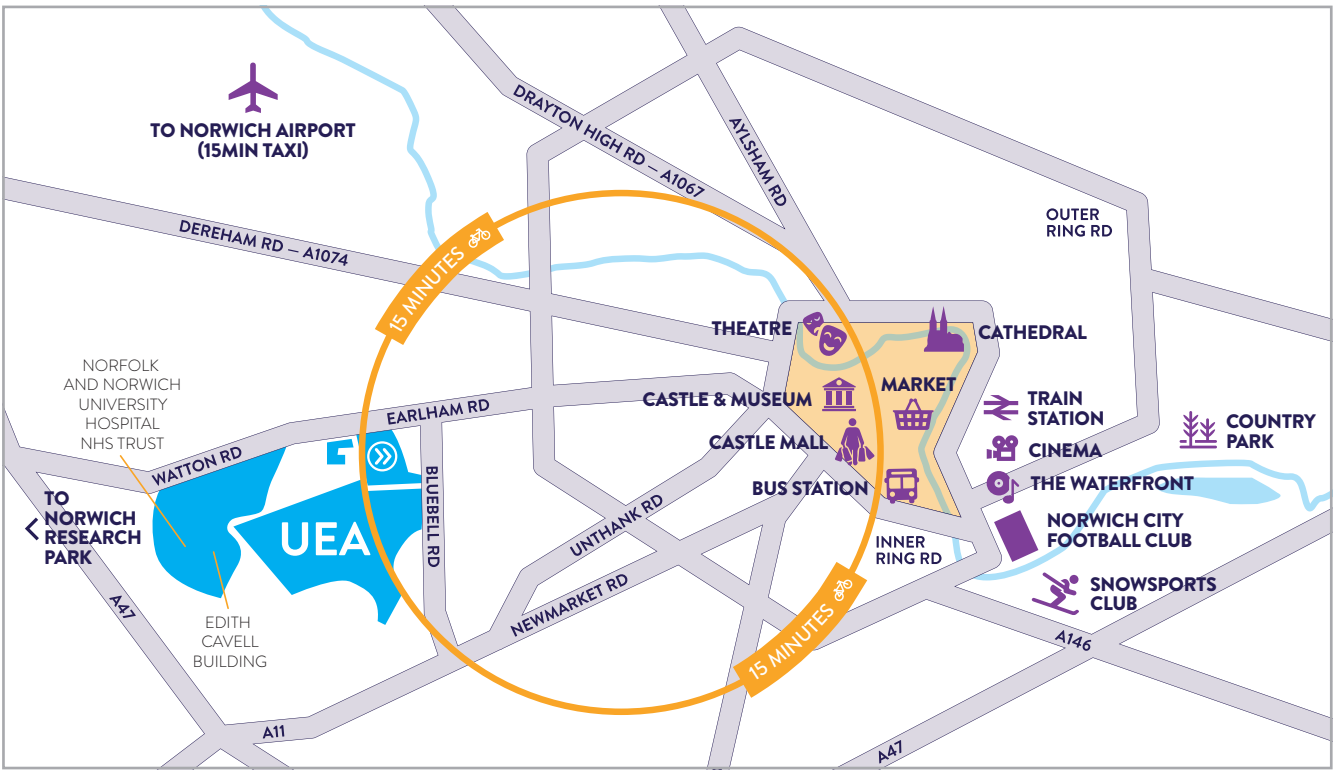 TO NORWICH AIRPORT
(15MIN TAXI)
DRAYTON HIGH RD – A1067
AYLSHAM RD
OUTER
RING RD
DEREHAM RD – A1074
15 MINUTES
THEATRE
CATHEDRAL
NORFOLK
AND NORWICH
UNIVERSITY
HOSPITAL
NHS TRUST
MARKET
CASTLE & MUSEUM
TRAIN
STATION
EARLHAM RD
COUNTRY
PARK
CASTLE MALL
CINEMA
WATTON RD
BUS STATION
THE WATERFRONT
BLUEBELL RD
TO
NORWICH
RESEARCH
PARK
UEA
UNTHANK RD
NORWICH CITY
FOOTBALL CLUB
INNER
RING RD
SNOWSPORTS
CLUB
A47
NEWMARKET RD
15 MINUTES
EDITH
CAVELL
BUILDING
A146
A11
A47